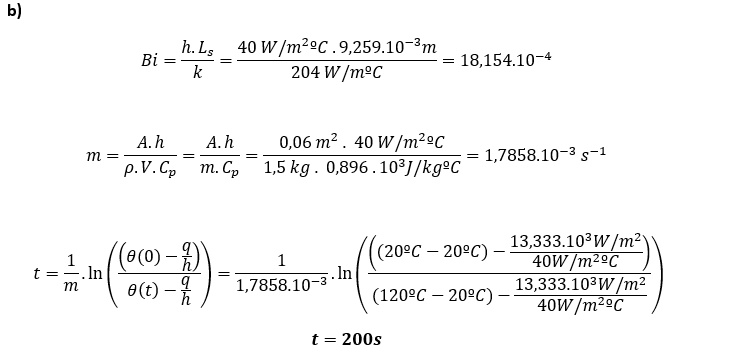 b)
Bi = h.L_s / k = 40 W/m²ºC . 9,259.10⁻³m / 204 W/mºC = 18,154.10⁻⁴
m = A.h / ρ.V.C_p = A.h / m.C_p = 0,06 m² . 40 W/m²ºC / 1,5 kg . 0,896 .10³J/kgºC = 1,7858.10⁻³ s⁻¹
t = 1/m . ln((θ(0) − q/h) / θ(t) − q/h) = 1 / 1,7858.10⁻³ . ln(((20ºC − 20ºC) − 13,333.10³W/m² / 40W/m²ºC) / (120ºC − 20ºC) − 13,333.10³W/m² / 40W/m²ºC)
t = 200s